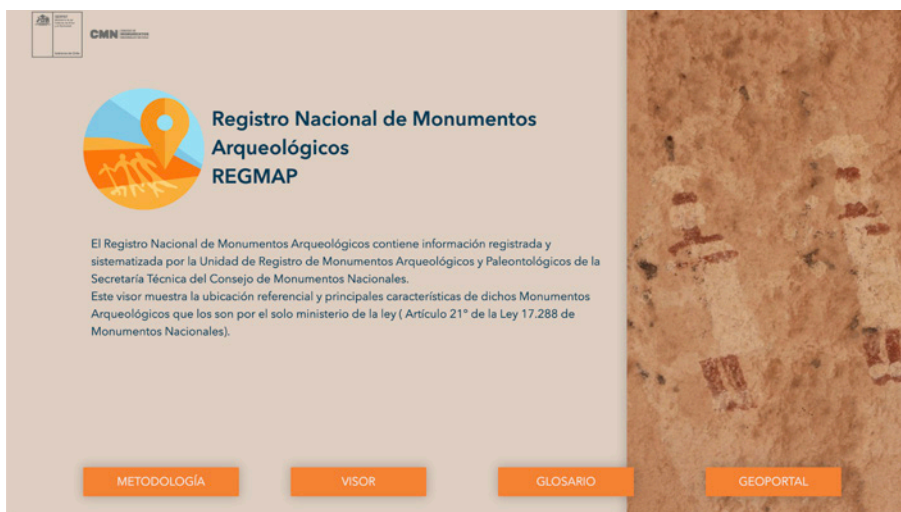 CMN
Registro Nacional de Monumentos
Arqueológicos
REGMAP
El Registro Nacional de Monumentos Arqueológicos contiene información registrada y
sistematizada por la Unidad de Registro de Monumentos Arqueológicos y Paleontológicos de la
Secretaría Técnica del Consejo de Monumentos Nacionales.
Este visor muestra la ubicación referencial y principales características de dichos Monumentos
Arqueológicos que los son por el solo ministerio de la ley ( Artículo 21° de la Ley 17.288 de
Monumentos Nacionales).
METODOLOGÍA
VISOR
GLOSARIO
GEOPORTAL